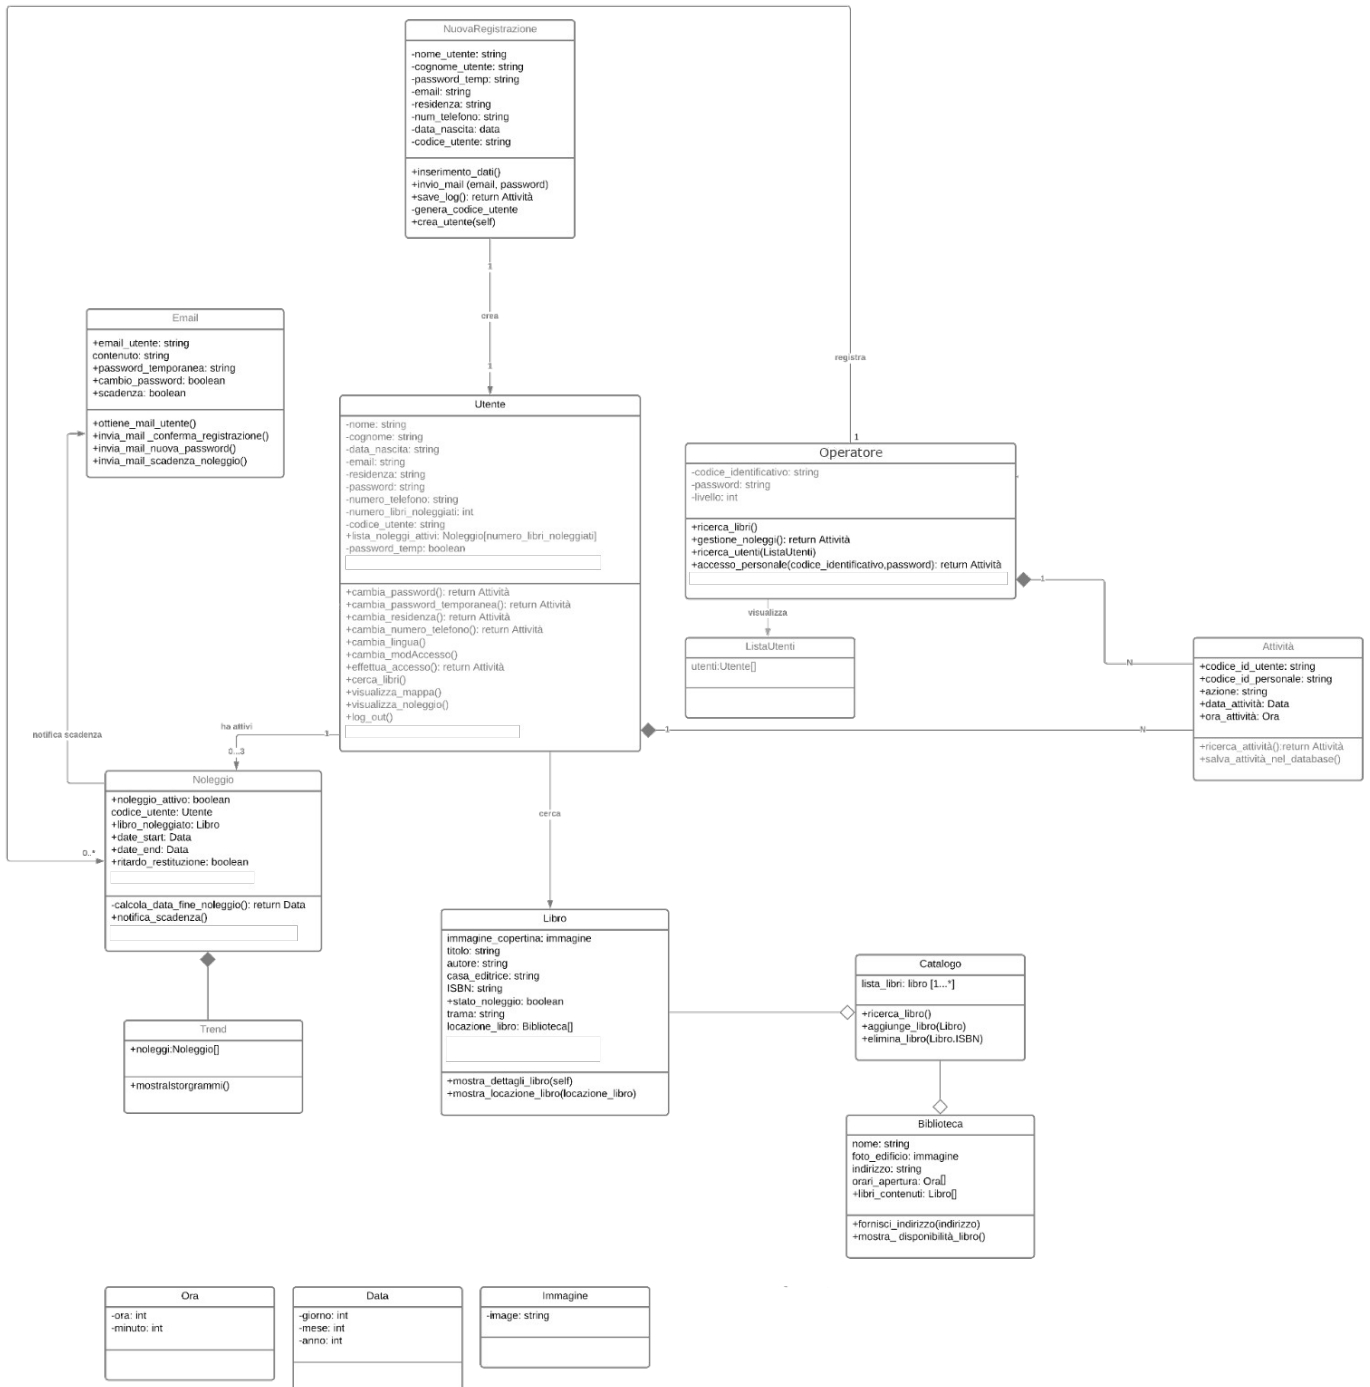 NuovaRegistrazione
-nome_utente: string
-cognome_utente: string
-password_temp: string
-email: string
-residenza: string
-num_telefono: string
-data_nascita: data
-codice_utente: string
+inserimento_dati()
+invio_mail (email, password)
+save_log(): return Attività
-genera_codice_utente
+crea_utente(self)
1
crea
1
registra
1
Email
+email_utente: string
contenuto: string
+password_temporanea: string
+cambio_password: boolean
+scadenza: boolean
+ottiene_mail_utente()
+invia_mail _conferma_registrazione()
+invia_mail_nuova_password()
+invia_mail_scadenza_noleggio()
Utente
-nome: string
-cognome: string
-data_nascita: string
-email: string
-residenza: string
-password: string
-numero_telefono: string
-numero_libri_noleggiati: int
-codice_utente: string
+lista_noleggi_attivi: Noleggio[numero_libri_noleggiati]
-password_temp: boolean
+cambia_password(): return Attività
+cambia_password_temporanea(): return Attività
+cambia_residenza(): return Attività
+cambia_numero_telefono(): return Attività
+cambia_lingua()
+cambia_modAccesso()
+effettua_accesso(): return Attività
+cerca_libri()
+visualizza_mappa()
+visualizza_noleggio()
+log_out()
Operatore
-codice_identificativo: string
-password: string
-livello: int
+ricerca_libri()
+gestione_noleggi(): return Attività
+ricerca_utenti(ListaUtenti)
+accesso_personale(codice_identificativo,password): return Attività
1
N
visualizza
ListaUtenti
utenti:Utente[]
Attività
+codice_id_utente: string
+codice_id_personale: string
+azione: string
+data_attività: Data
+ora_attività: Ora
+ricerca_attività():return Attività
+salva_attività_nel_database()
1
N
notifica scadenza
ha attivi
1
0...3
0..*
Noleggio
+noleggio_attivo: boolean
codice_utente: Utente
+libro_noleggiato: Libro
+date_start: Data
+date_end: Data
+ritardo_restituzione: boolean
-calcola_data_fine_noleggio(): return Data
+notifica_scadenza()
Trend
+noleggi:Noleggio[]
+mostraIstorgrammi()
cerca
Libro
immagine_copertina: immagine
titolo: string
autore: string
casa_editrice: string
ISBN: string
+stato_noleggio: boolean
trama: string
locazione_libro: Biblioteca[]
+mostra_dettagli_libro(self)
+mostra_locazione_libro(locazione_libro)
Catalogo
lista_libri: libro [1...*]
+ricerca_libro()
+aggiunge_libro(Libro)
+elimina_libro(Libro.ISBN)
Biblioteca
nome: string
foto_edificio: immagine
indirizzo: string
orari_apertura: Ora[]
+libri_contenuti: Libro[]
+fornisci_indirizzo(indirizzo)
+mostra_ disponibilità_libro()
Ora
-ora: int
-minuto: int
Data
-giorno: int
-mese: int
-anno: int
Immagine
-image: string